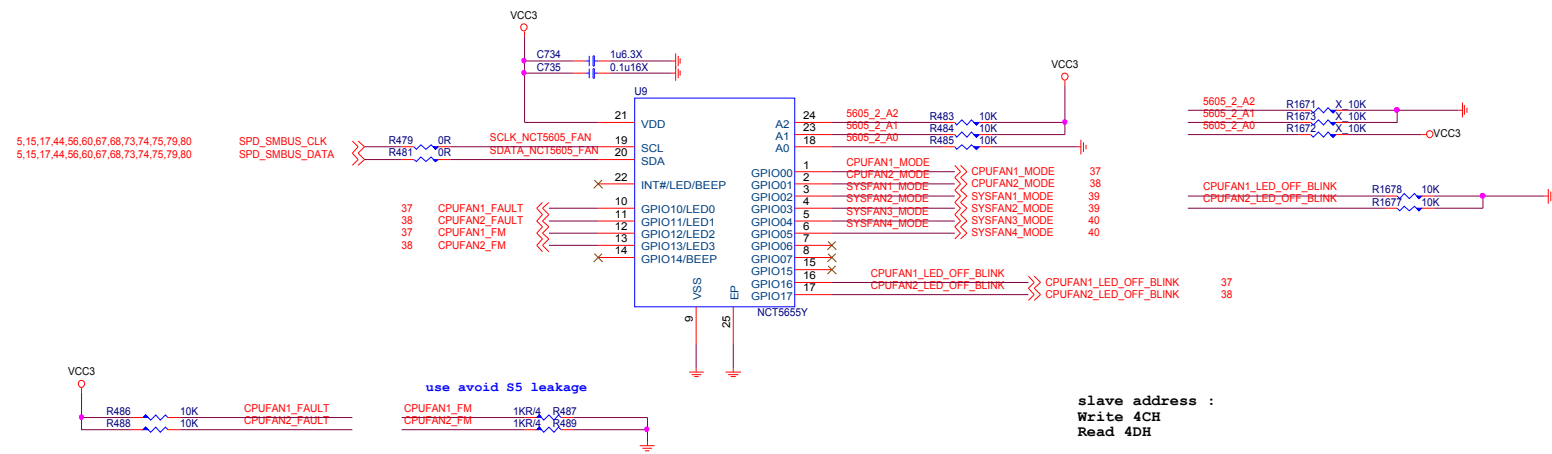 VCC3
C734 1u6.3X
C735 0.1u16X
VCC3
U9
5605_2_A2 R1671 X_10K
5605_2_A1 R1673 X_10K
5605_2_A0 R1672 X_10K VCC3
21 VDD A2 24 5605_2_A2 R483 10K
A1 23 5605_2_A1 R484 10K
A0 18 5605_2_A0 R485 10K
5,15,17,44,56,60,67,68,73,74,75,79,80 SPD_SMBUS_CLK R479 0R SCLK_NCT5605_FAN 19 SCL
5,15,17,44,56,60,67,68,73,74,75,79,80 SPD_SMBUS_DATA R481 0R SDATA_NCT5605_FAN 20 SDA
22 INT#/LED/BEEP
GPIO00 1 CPUFAN1_MODE CPUFAN1_MODE 37
GPIO01 2 CPUFAN2_MODE CPUFAN2_MODE 38
GPIO02 3 SYSFAN1_MODE SYSFAN1_MODE 39
GPIO03 4 SYSFAN2_MODE SYSFAN2_MODE 39
GPIO04 5 SYSFAN3_MODE SYSFAN3_MODE 40
GPIO05 6 SYSFAN4_MODE SYSFAN4_MODE 40
GPIO06 7
GPIO07 8
GPIO15 15
GPIO16 16 CPUFAN1_LED_OFF_BLINK CPUFAN1_LED_OFF_BLINK 37
GPIO17 17 CPUFAN2_LED_OFF_BLINK CPUFAN2_LED_OFF_BLINK 38
37 CPUFAN1_FAULT 10 GPIO10/LED0
38 CPUFAN2_FAULT 11 GPIO11/LED1
37 CPUFAN1_FM 12 GPIO12/LED2
38 CPUFAN2_FM 13 GPIO13/LED3
14 GPIO14/BEEP
VSS 9
EP 25
NCT5655Y
CPUFAN1_LED_OFF_BLINK R1678 10K
CPUFAN2_LED_OFF_BLINK R1677 10K
VCC3
use avoid S5 leakage
R486 10K CPUFAN1_FAULT
R488 10K CPUFAN2_FAULT
CPUFAN1_FM 1KR/4 R487
CPUFAN2_FM 1KR/4 R489
slave address :
Write 4CH
Read 4DH